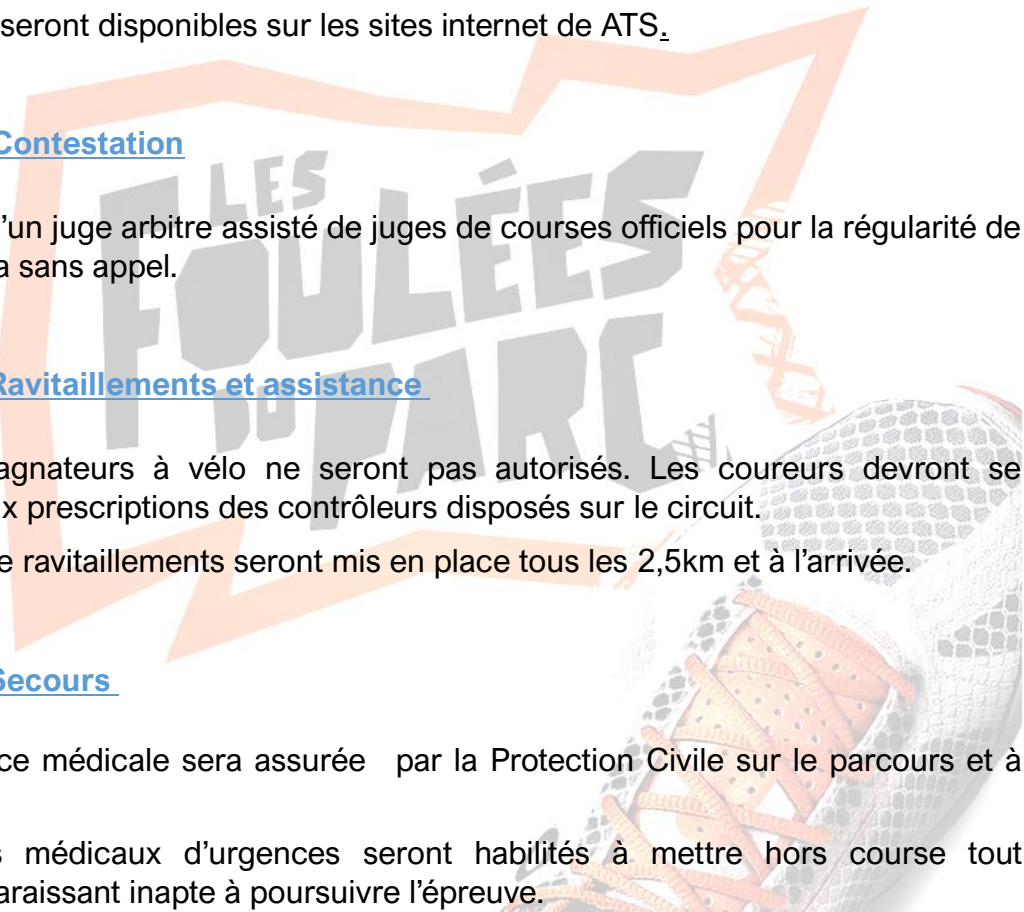 seront disponibles sur les sites internet de ATS.
Contestation
LES
FOULÉES
DU PARC
'un juge arbitre assisté de juges de courses officiels pour la régularité de
a sans appel.
Ravitaillements et assistance
agnateurs à vélo ne seront pas autorisés. Les coureurs devront se
x prescriptions des contrôleurs disposés sur le circuit.
e ravitaillements seront mis en place tous les 2,5km et à l'arrivée.
Secours
ce médicale sera assurée par la Protection Civile sur le parcours et à
s médicaux d'urgences seront habilités à mettre hors course tout
araissant inapte à poursuivre l'épreuve.